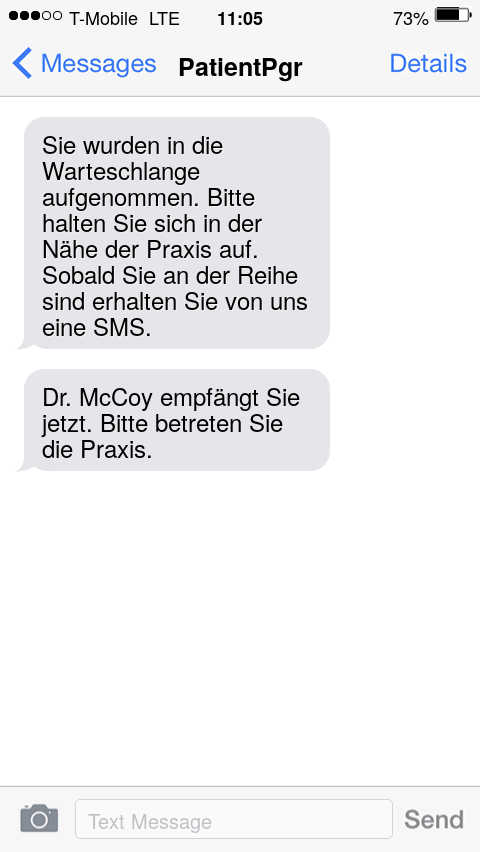 T-Mobile LTE 11:05 73%
Messages PatientPgr Details
Sie wurden in die
Warteschlange
aufgenommen. Bitte
halten Sie sich in der
Nähe der Praxis auf.
Sobald Sie an der Reihe
sind erhalten Sie von uns
eine SMS.
Dr. McCoy empfängt Sie
jetzt. Bitte betreten Sie
die Praxis.
Text Message Send